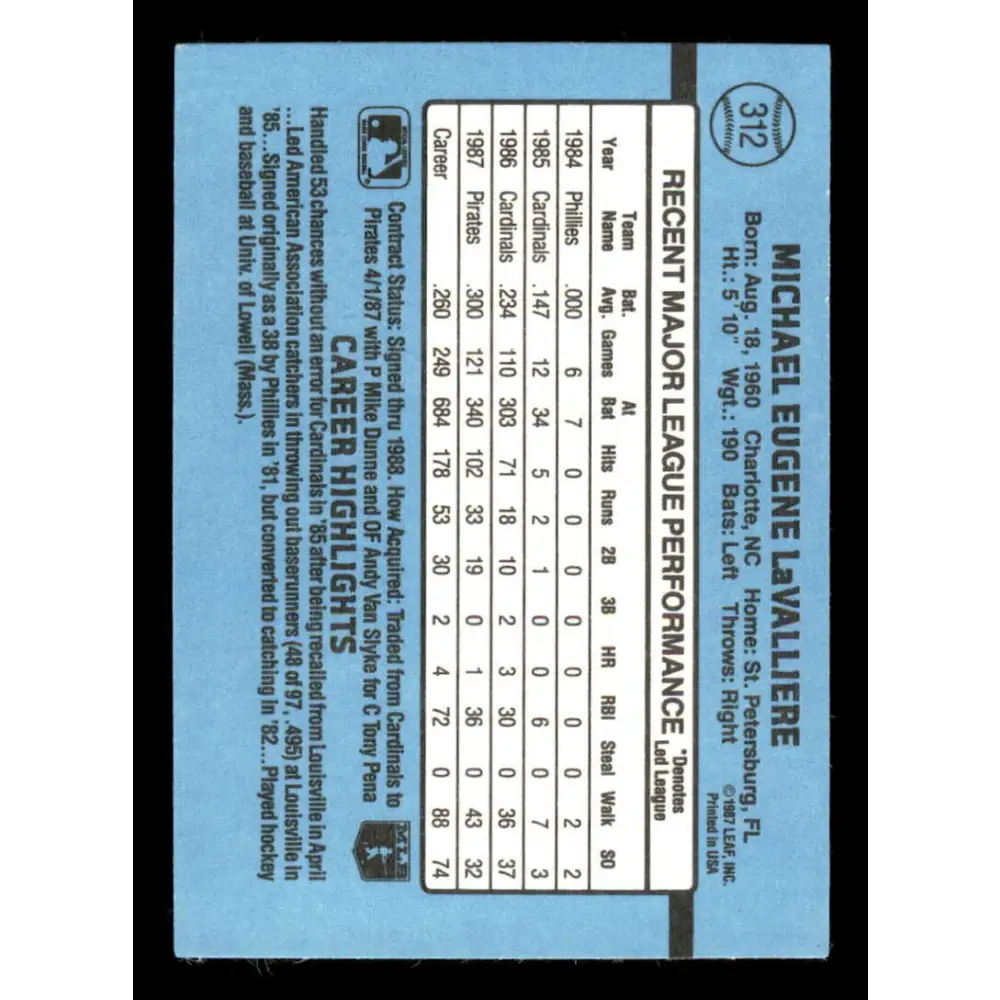 312
MICHAEL EUGENE LaVALLIERE
Born: Aug. 18, 1960 Charlotte, NC Home: St. Petersburg, FL
Ht.: 5'10" Wgt.: 190 Bats: Left Throws: Right
©1987 LEAF, INC.
Printed in USA
RECENT MAJOR LEAGUE PERFORMANCE
*Denotes
Led League
Year Team Name Bat. Avg. Games At Bat Hits Runs 2B 3B HR RBI Steal Walk SO
1984 Phillies .000 6 7 0 0 0 0 0 0 0 2 2
1985 Cardinals .147 12 34 5 2 1 0 0 6 0 7 3
1986 Cardinals .234 110 303 71 18 10 2 3 30 0 36 37
1987 Pirates .300 121 340 102 33 19 0 1 36 0 43 32
Career .260 249 684 178 53 30 2 4 72 0 88 74
Contract Status: Signed thru 1988. How Acquired: Traded from Cardinals to
Pirates 4/1/87 with P Mike Dunne and OF Andy Van Slyke for C Tony Pena
MLB
CAREER HIGHLIGHTS
Handled 53 chances without an error for Cardinals in '85 after being recalled from Louisville in April
...Led American Association catchers in throwing out baserunners (48 of 97, .495) at Louisville in
'85...Signed originally as a 3B by Phillies in '81, but converted to catching in '82...Played hockey
and baseball at Univ. of Lowell (Mass.).